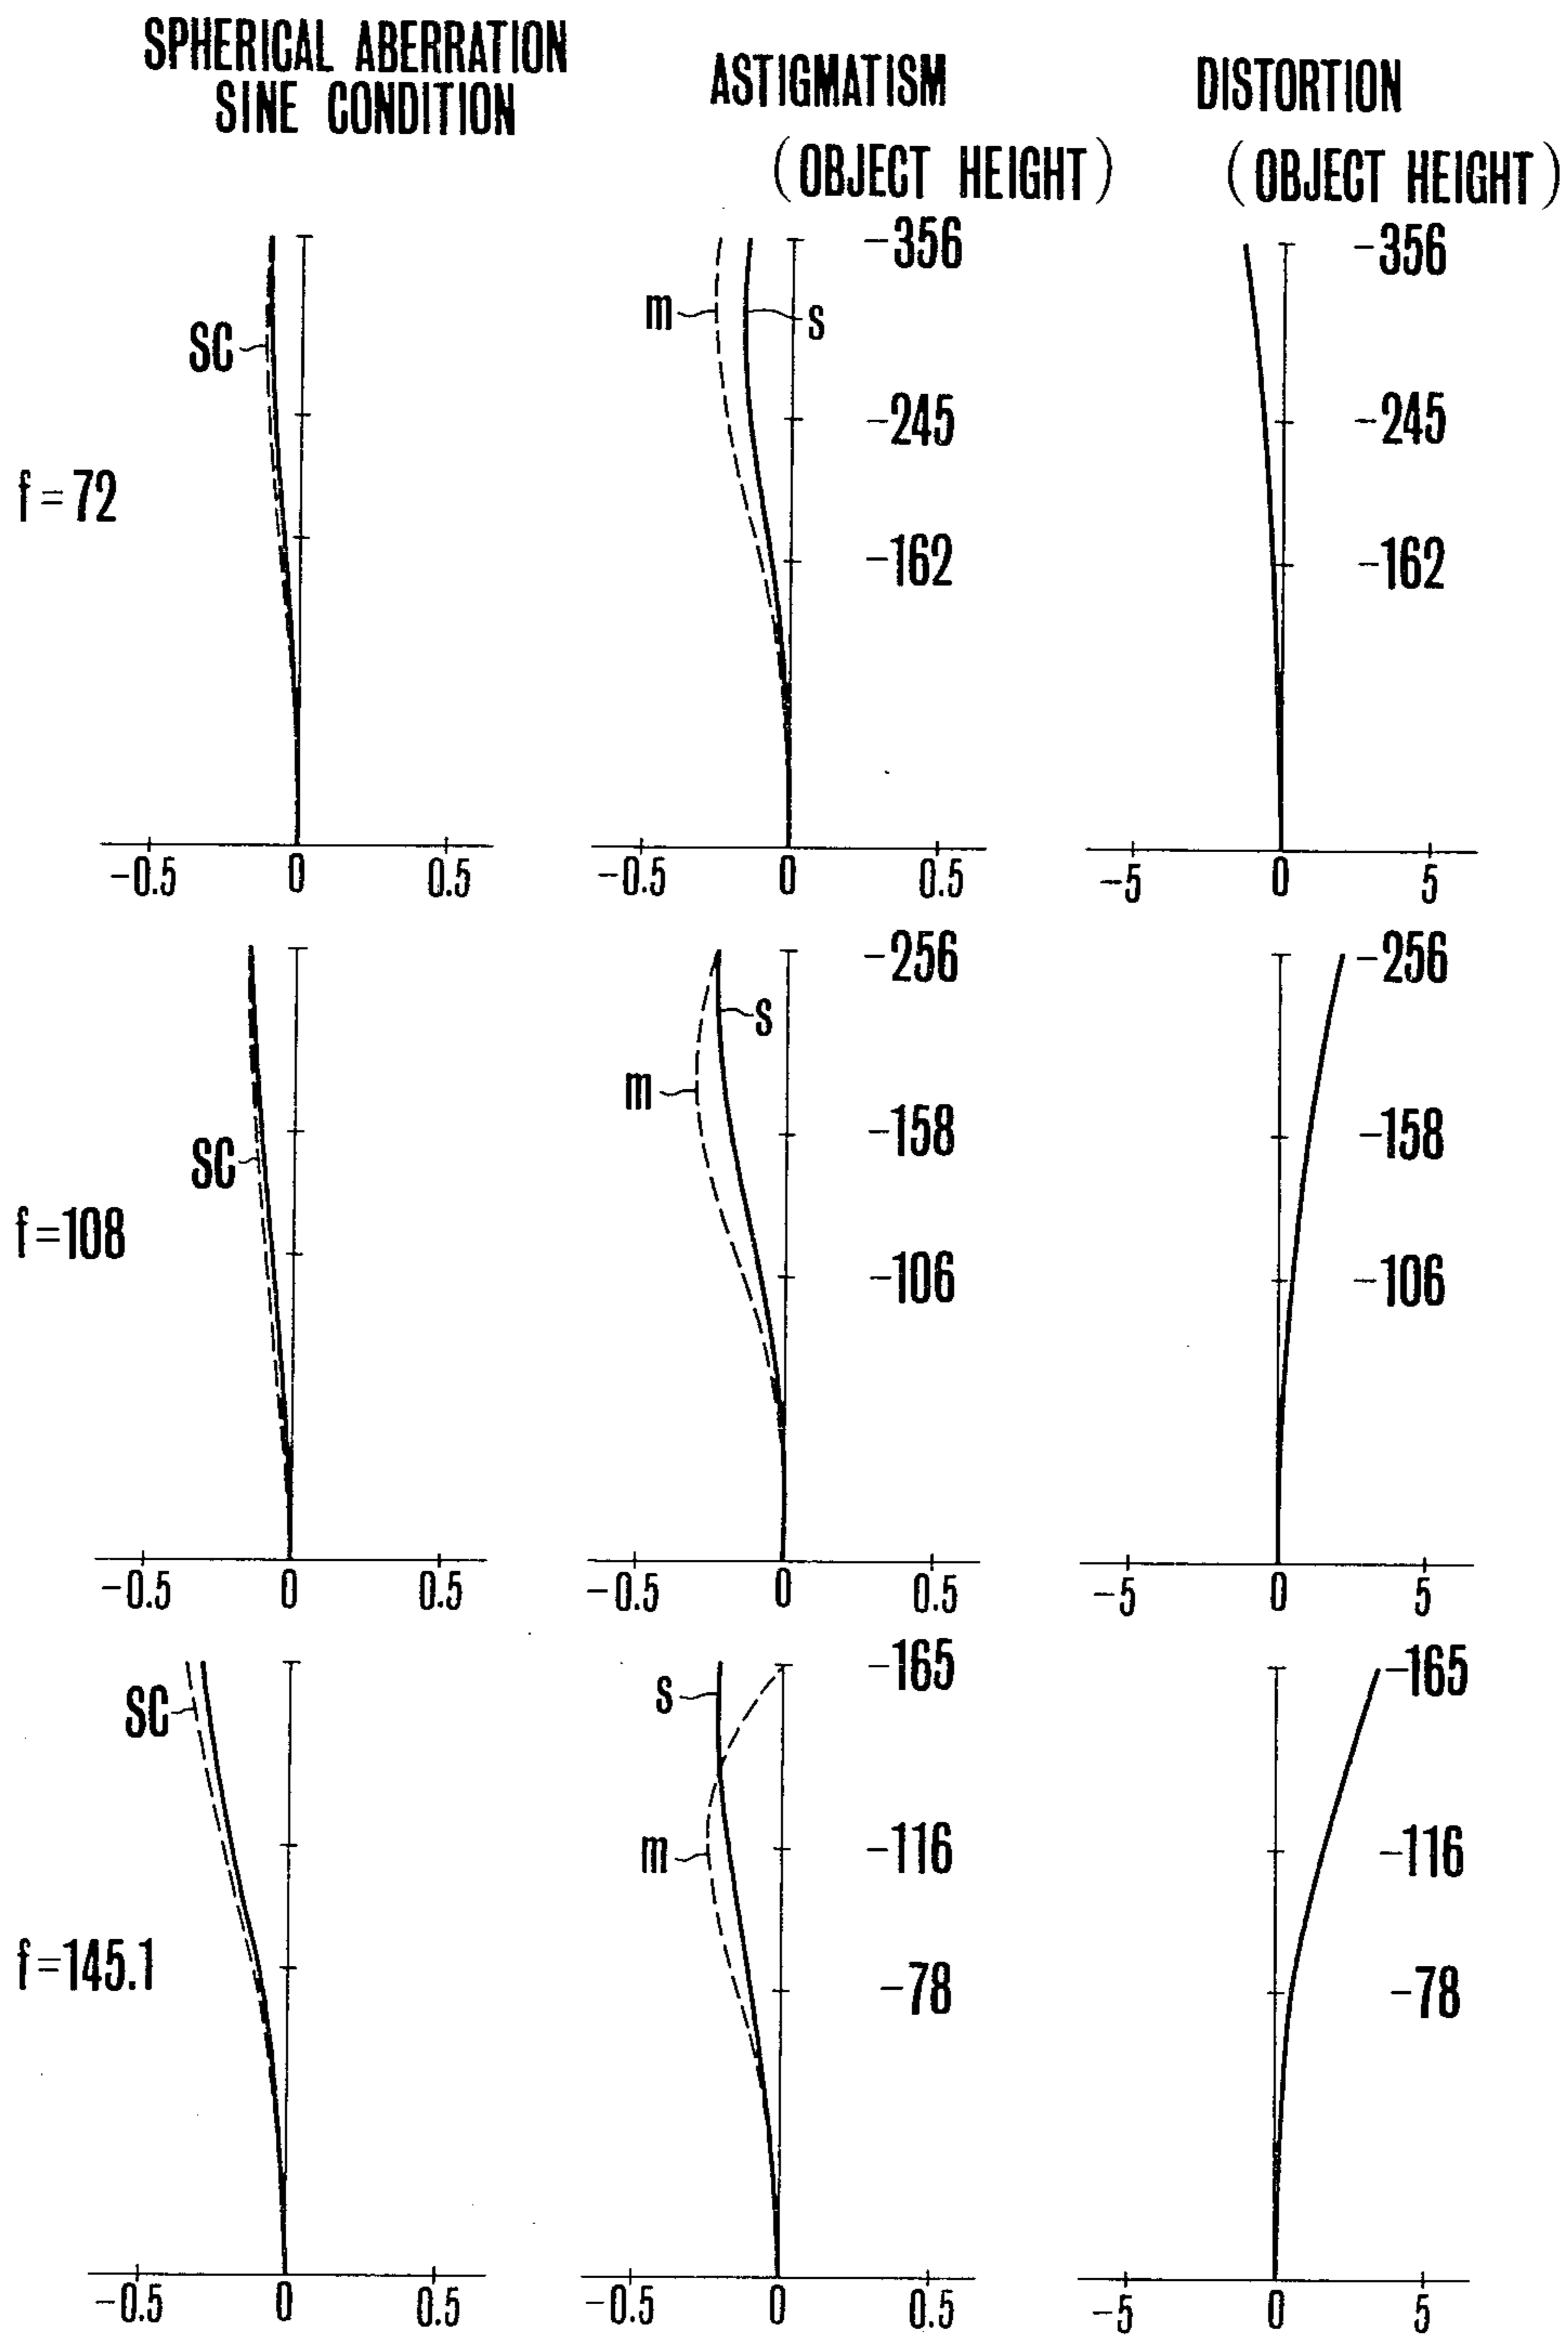 SPHERICAL ABERRATION
SINE CONDITION
ASTIGMATISM
(OBJECT HEIGHT)
DISTORTION
(OBJECT HEIGHT)
f=72
SC
-0.5 0 0.5
m
s
-356
-245
-162
-0.5 0 0.5
-356
-245
-162
-5 0 5
f=108
SC
-0.5 0 0.5
s
m
-256
-158
-106
-0.5 0 0.5
-256
-158
-106
-5 0 5
f=145.1
SC
-0.5 0 0.5
s
m
-165
-116
-78
-0.5 0 0.5
-165
-116
-78
-5 0 5